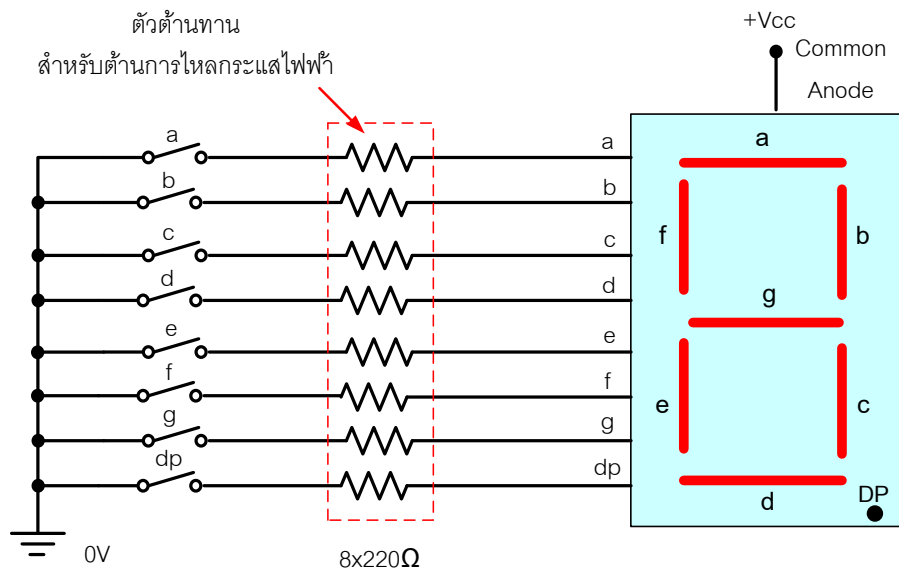 ตัวต้านทาน
สำหรับต้านการไหลกระแสไฟฟ้า
+Vcc
Common
Anode
a
b
c
d
e
f
g
dp
a
b
c
d
e
f
g
dp
a
f
b
g
e
c
d
DP
0V
8x220Ω